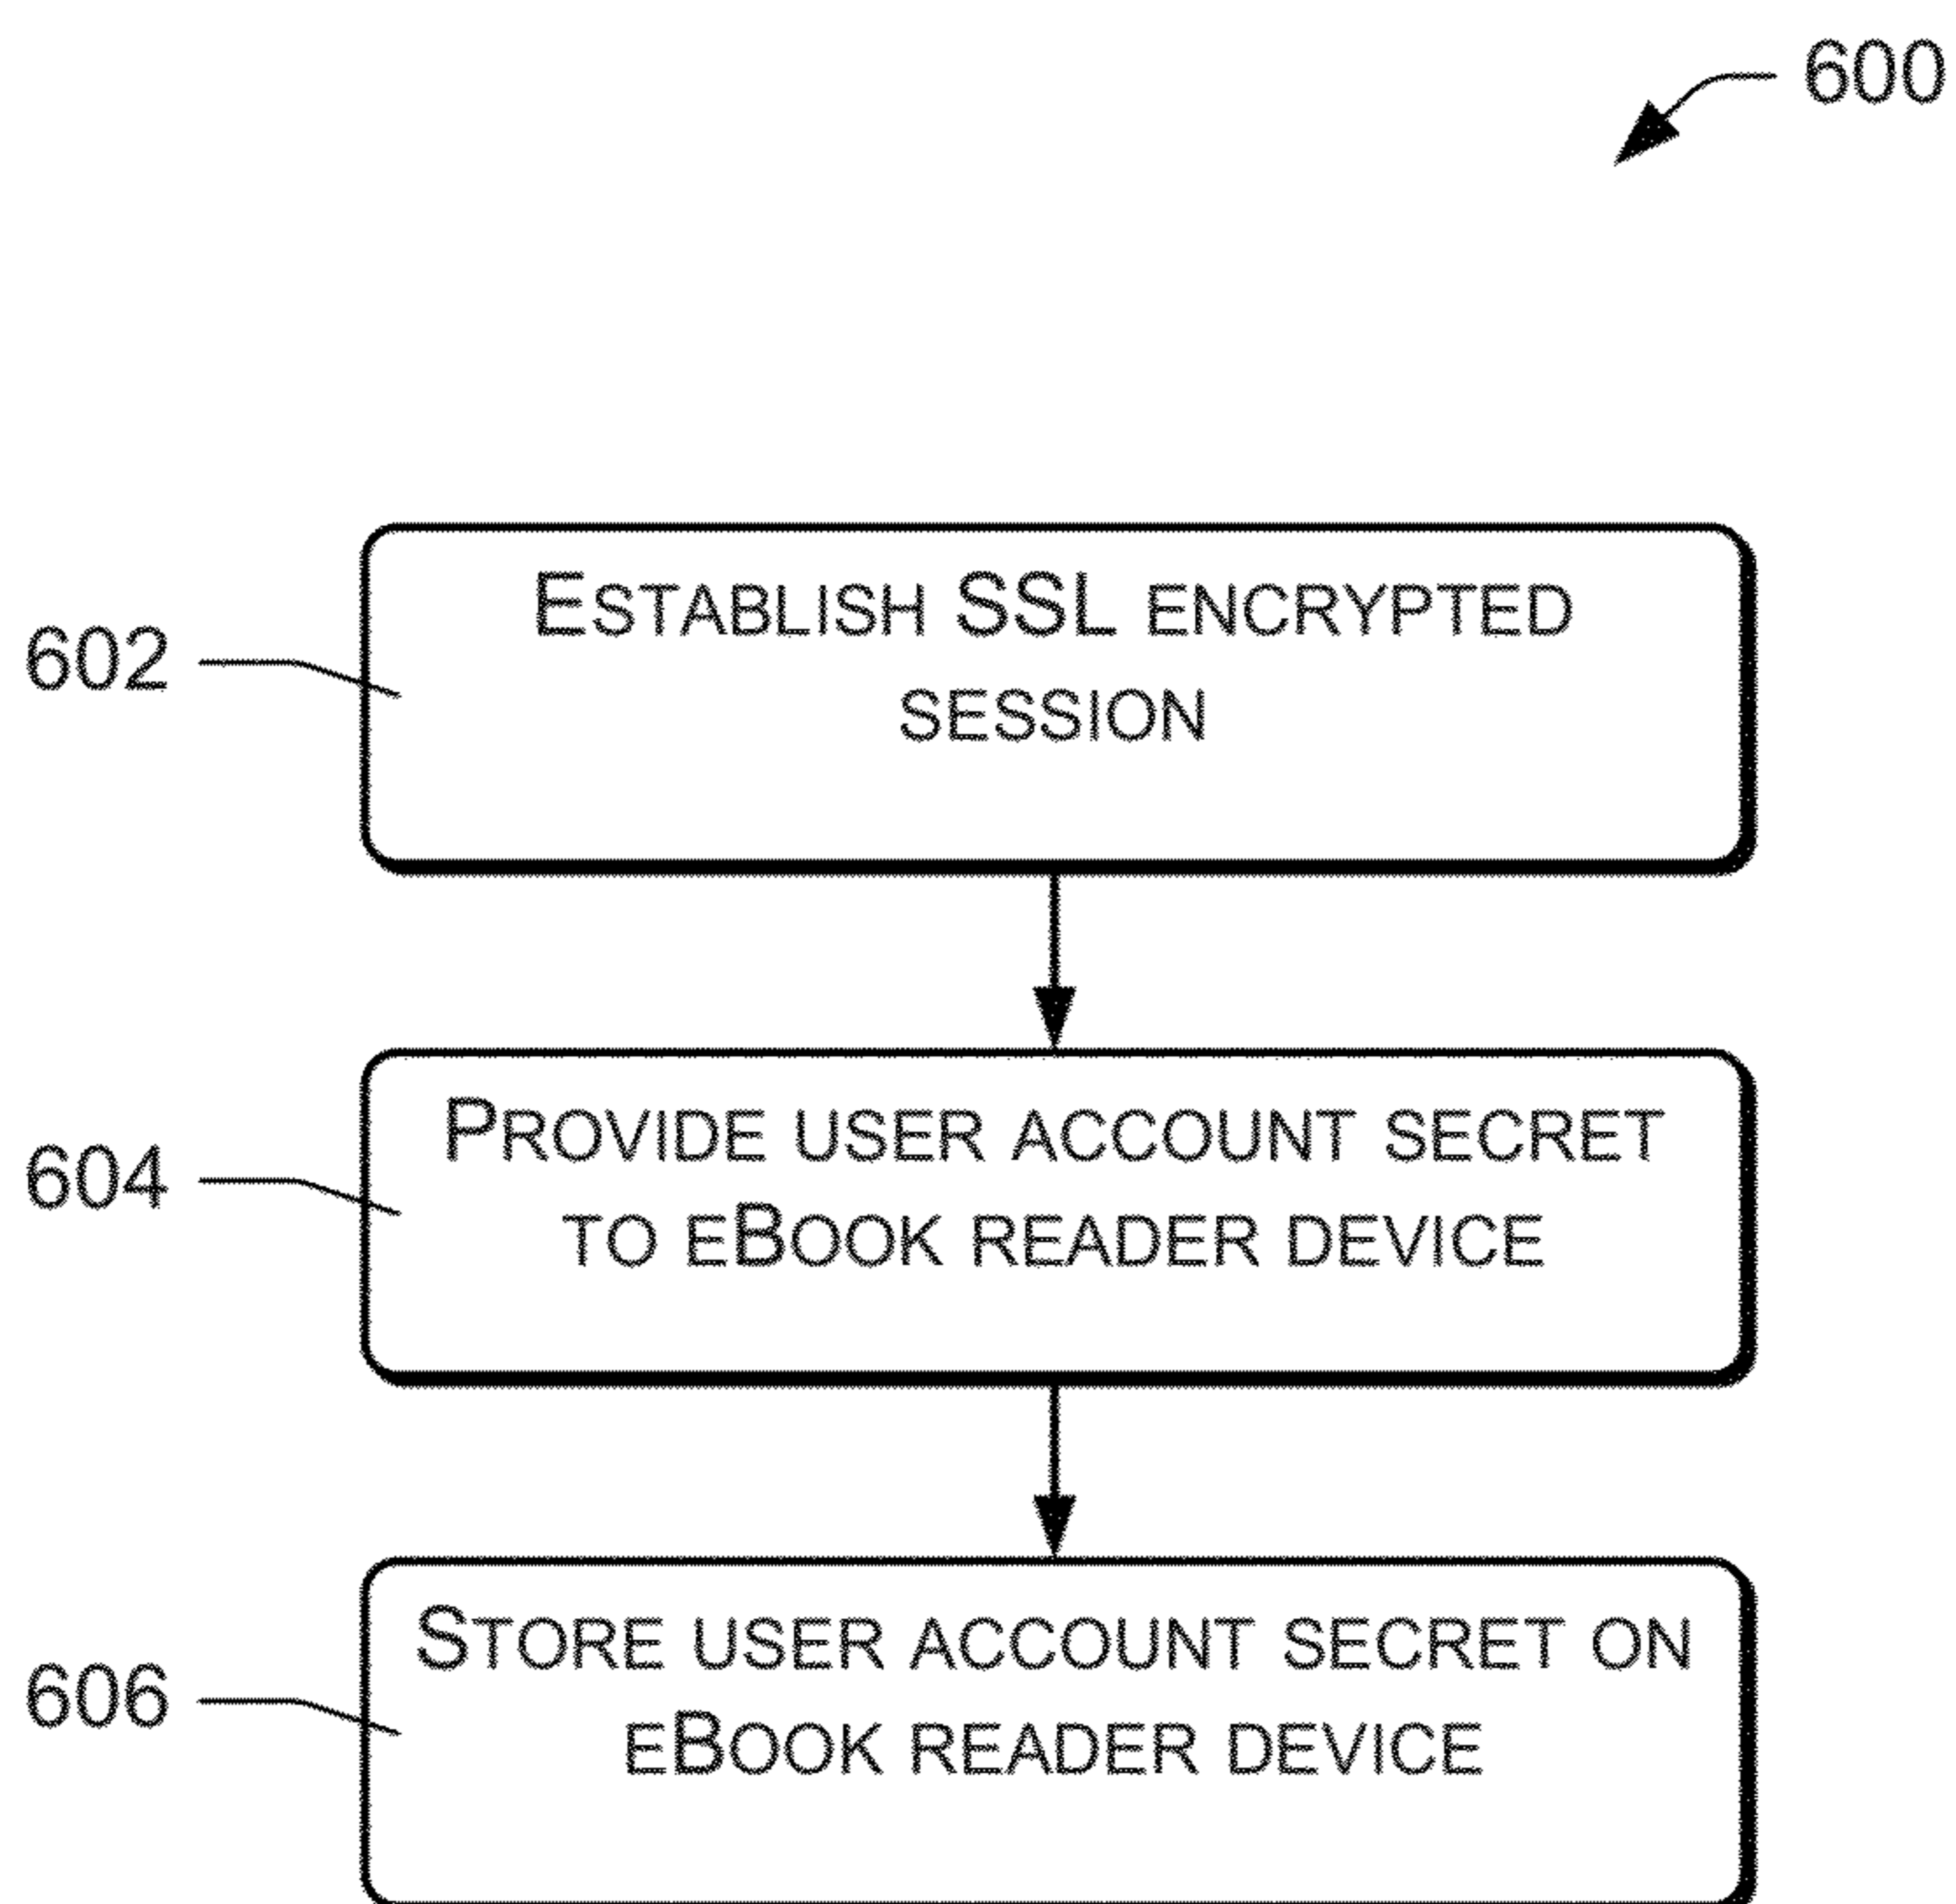 600
602
ESTABLISH SSL ENCRYPTED
SESSION
604
PROVIDE USER ACCOUNT SECRET
TO EBOOK READER DEVICE
606
STORE USER ACCOUNT SECRET ON
EBOOK READER DEVICE